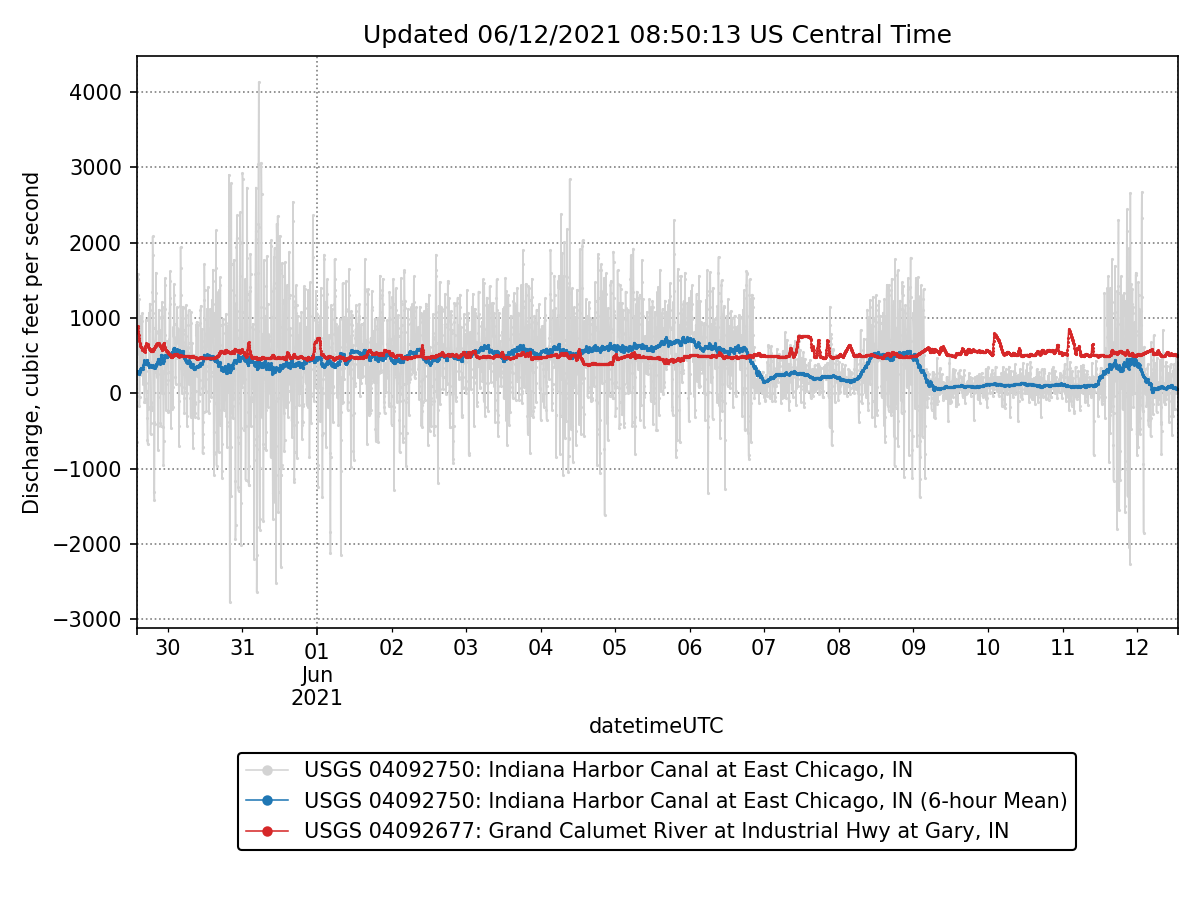 Updated 06/12/2021 08:50:13 US Central Time
Discharge, cubic feet per second
4000
3000
2000
1000
0
−1000
−2000
−3000
30 31 01 02 03 04 05 06 07 08 09 10 11 12
Jun
2021
datetimeUTC
USGS 04092750: Indiana Harbor Canal at East Chicago, IN
USGS 04092750: Indiana Harbor Canal at East Chicago, IN (6-hour Mean)
USGS 04092677: Grand Calumet River at Industrial Hwy at Gary, IN